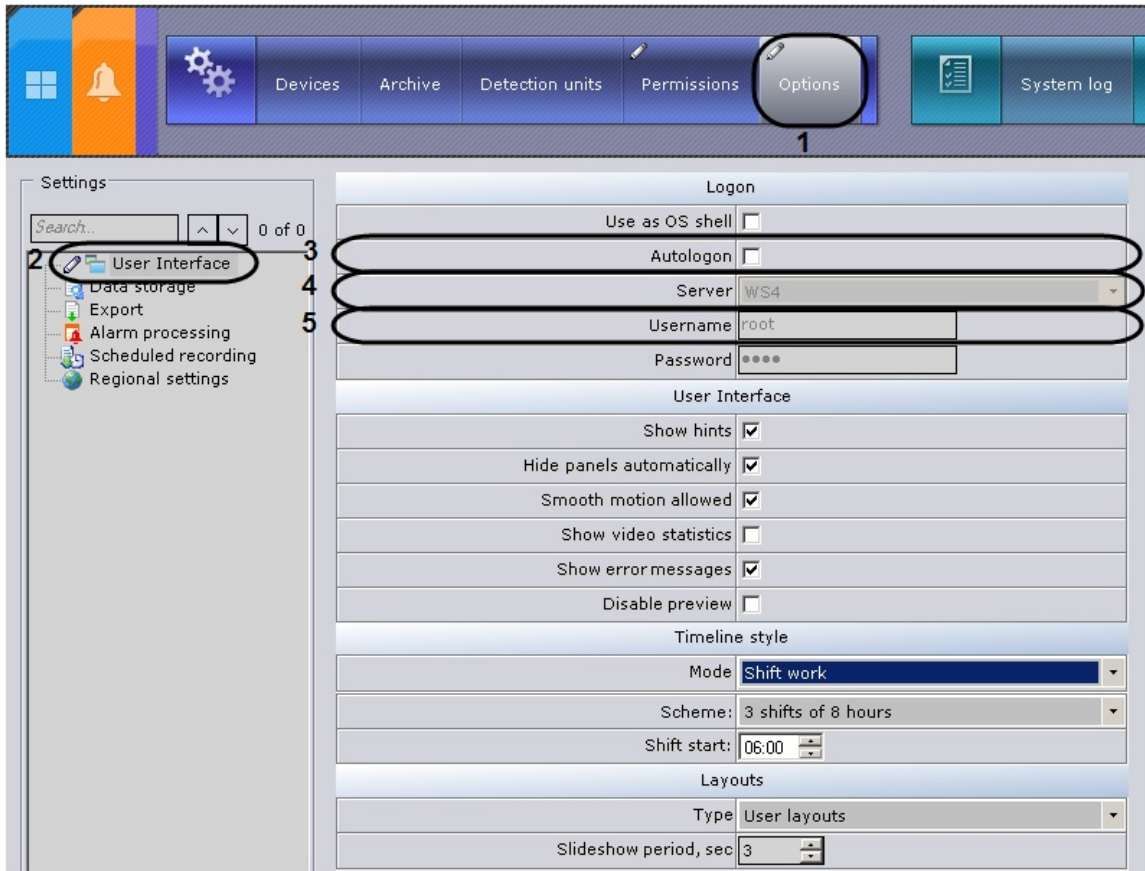 Devices Archive Detection units Permissions Options System log
1
Settings
Search... 0 of 0
2 User Interface
Data storage
Export
Alarm processing
Scheduled recording
Regional settings
Logon
Use as OS shell
3 Autologon
4 Server WS4
5 Username root
Password ••••
User Interface
Show hints
Hide panels automatically
Smooth motion allowed
Show video statistics
Show error messages
Disable preview
Timeline style
Mode Shift work
Scheme: 3 shifts of 8 hours
Shift start: 06:00
Layouts
Type User layouts
Slideshow period, sec 3